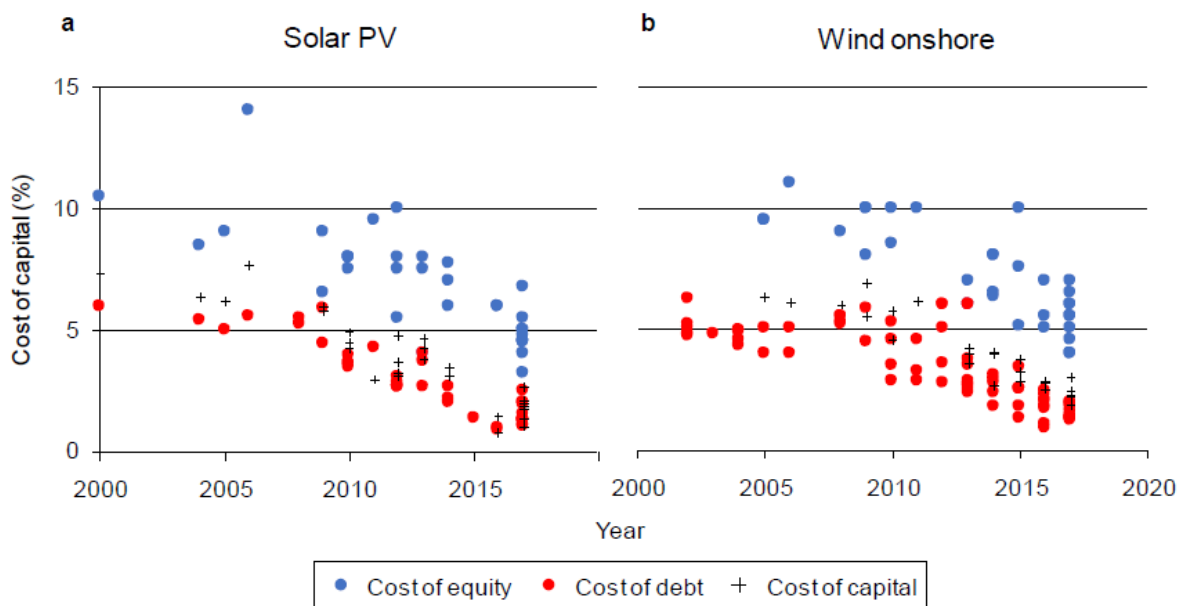 a
Solar PV
b
Wind onshore
Cost of capital (%)
15
10
5
0
2000
2005
2010
2015
2000
2005
2010
2015
2020
Year
Cost of equity
Cost of debt
Cost of capital